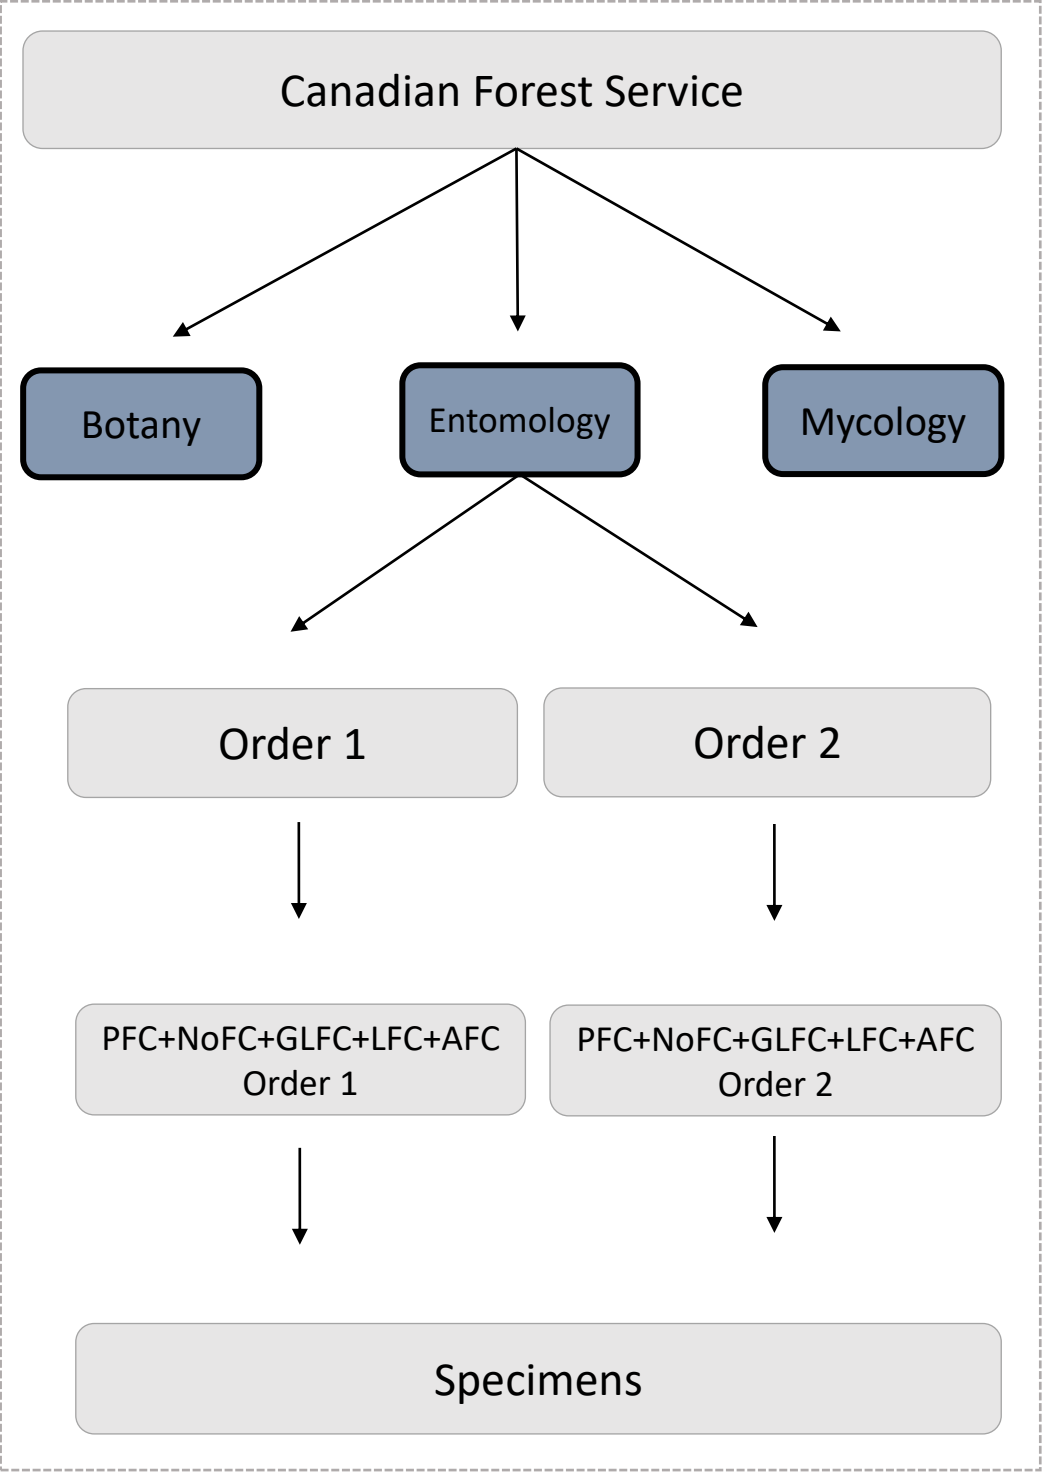 Canadian Forest Service
Botany
Entomology
Mycology
Order 1
Order 2
PFC+NoFC+GLFC+LFC+AFC
Order 1
PFC+NoFC+GLFC+LFC+AFC
Order 2
Specimens